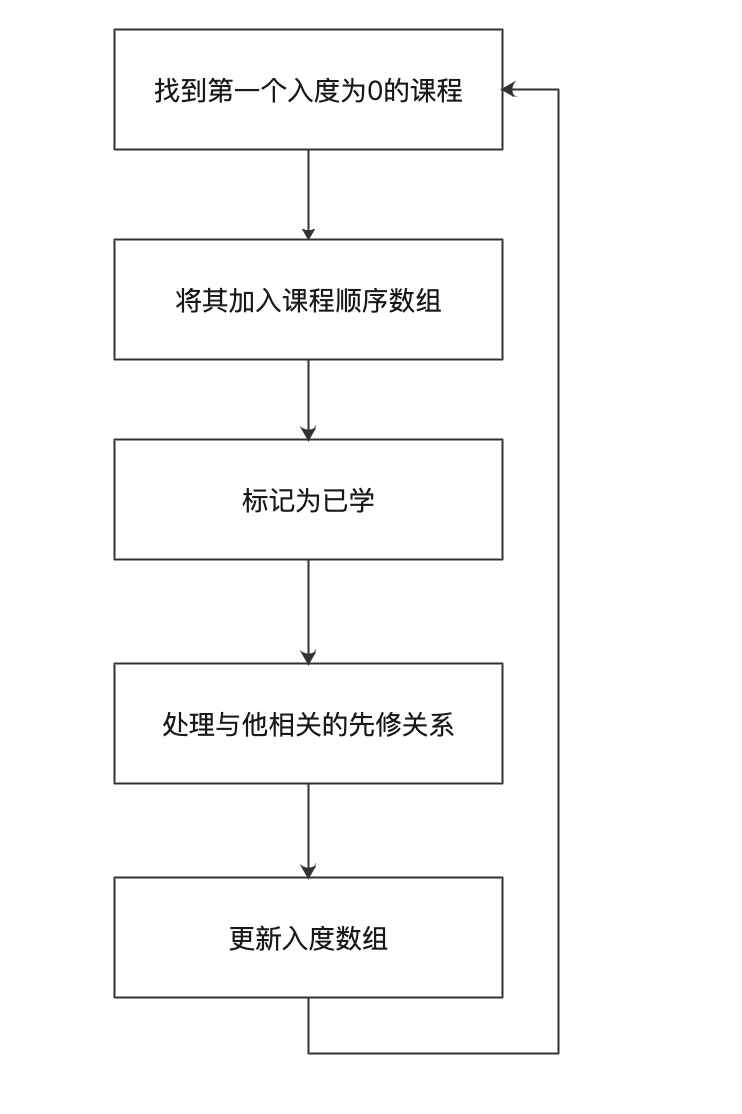 找到第一个入度为0的课程
将其加入课程顺序数组
标记为已学
处理与他相关的先修关系
更新入度数组